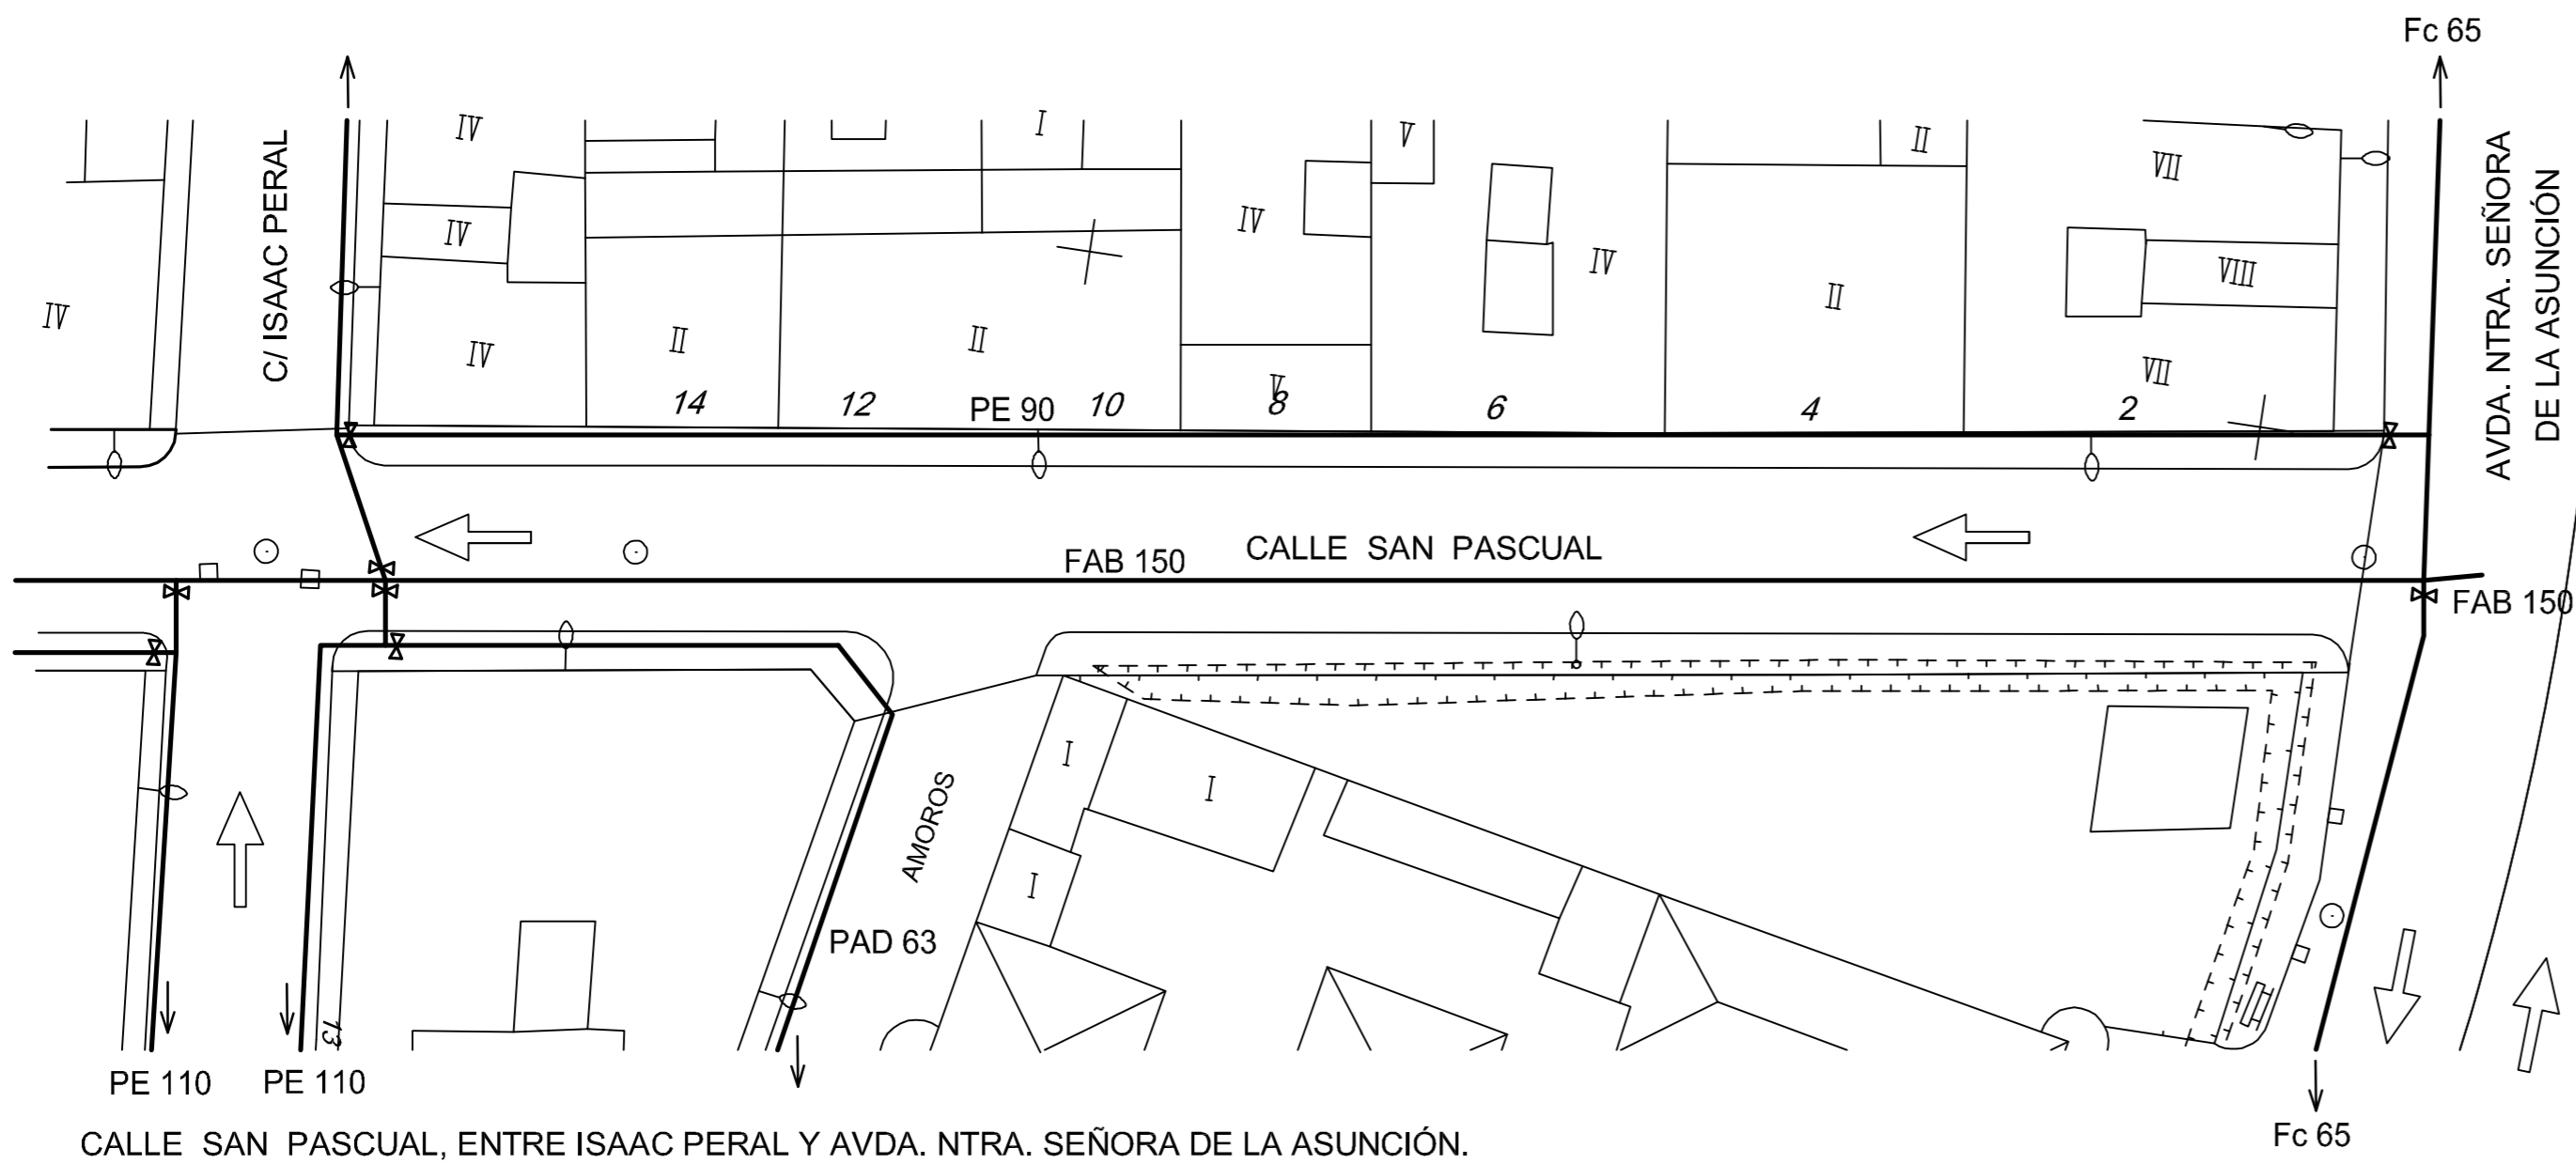 Fc 65
IV
I
V
II
VII
C/ ISAAC PERAL
AVDA. NTRA. SEÑORA
DE LA ASUNCIÓN
IV
IV
IV
VIII
IV
II
IV
II
II
VII
V
14
12
PE 90
10
8
6
4
2
FAB 150
CALLE SAN PASCUAL
FAB 150
I
I
AMOROS
I
PAD 63
13
PE 110
PE 110
Fc 65
CALLE SAN PASCUAL, ENTRE ISAAC PERAL Y AVDA. NTRA. SEÑORA DE LA ASUNCIÓN.